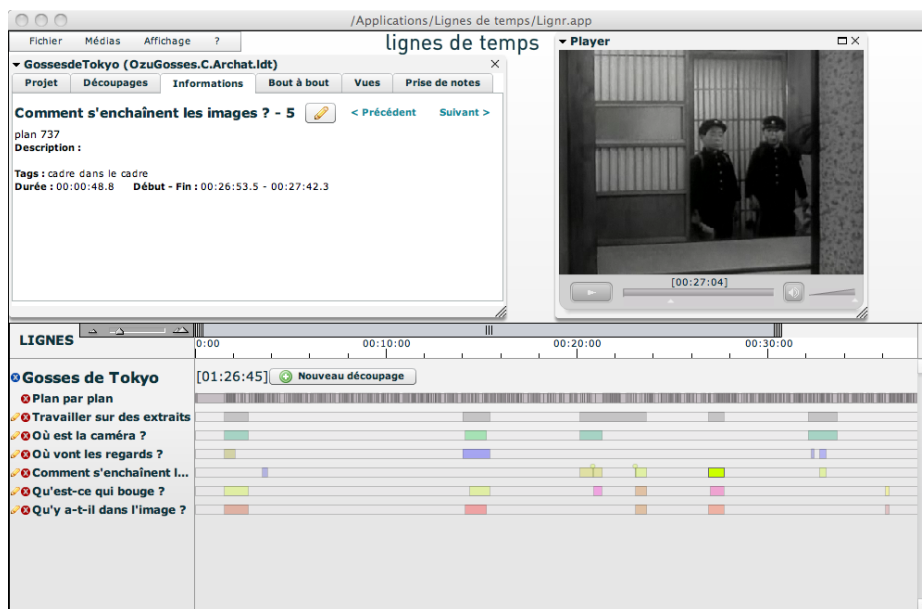 /Applications/Lignes de temps/Lignr.app
Fichier Médias Affichage ?
lignes de temps
GossesdeTokyo (OzuGosses.C.Archat.ldt)
Projet Découpages Informations Bout à bout Vues Prise de notes
Comment s'enchaînent les images ? - 5 < Précédent Suivant >
plan 737
Description :
Tags : cadre dans le cadre
Durée : 00:00:48.8 Début - Fin : 00:26:53.5 - 00:27:42.3
Player
[00:27:04]
LIGNES
0:00 00:10:00 00:20:00 00:30:00
Gosses de Tokyo [01:26:45] Nouveau découpage
Plan par plan
Travailler sur des extraits
Où est la caméra ?
Où vont les regards ?
Comment s'enchaînent l...
Qu'est-ce qui bouge ?
Qu'y a-t-il dans l'image ?